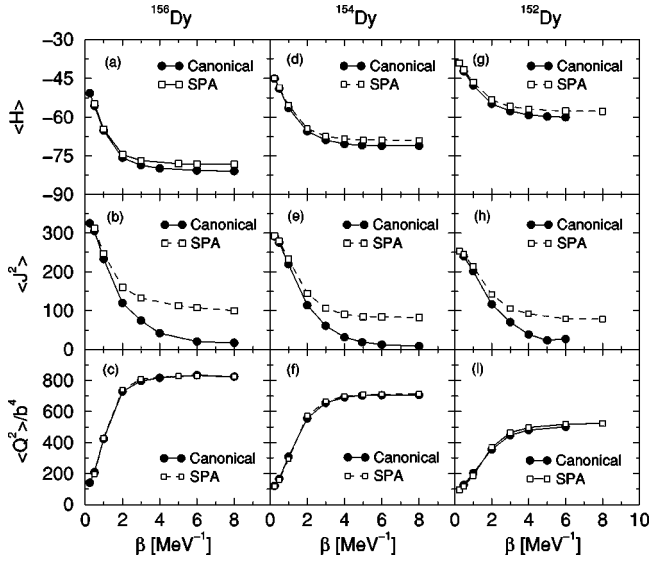 ¹⁵⁶Dy ¹⁵⁴Dy ¹⁵²Dy
<H>
−30
−45
−60
−75
−90
(a)
Canonical
SPA
(d)
Canonical
SPA
(g)
Canonical
SPA
<J²>
300
200
100
0
(b)
Canonical
SPA
(e)
Canonical
SPA
(h)
Canonical
SPA
<Q²>/b⁴
800
600
400
200
0
(c)
Canonical
SPA
(f)
Canonical
SPA
(i)
Canonical
SPA
0 2 4 6 8 0 2 4 6 8 0 2 4 6 8 10
β [MeV⁻¹] β [MeV⁻¹] β [MeV⁻¹]